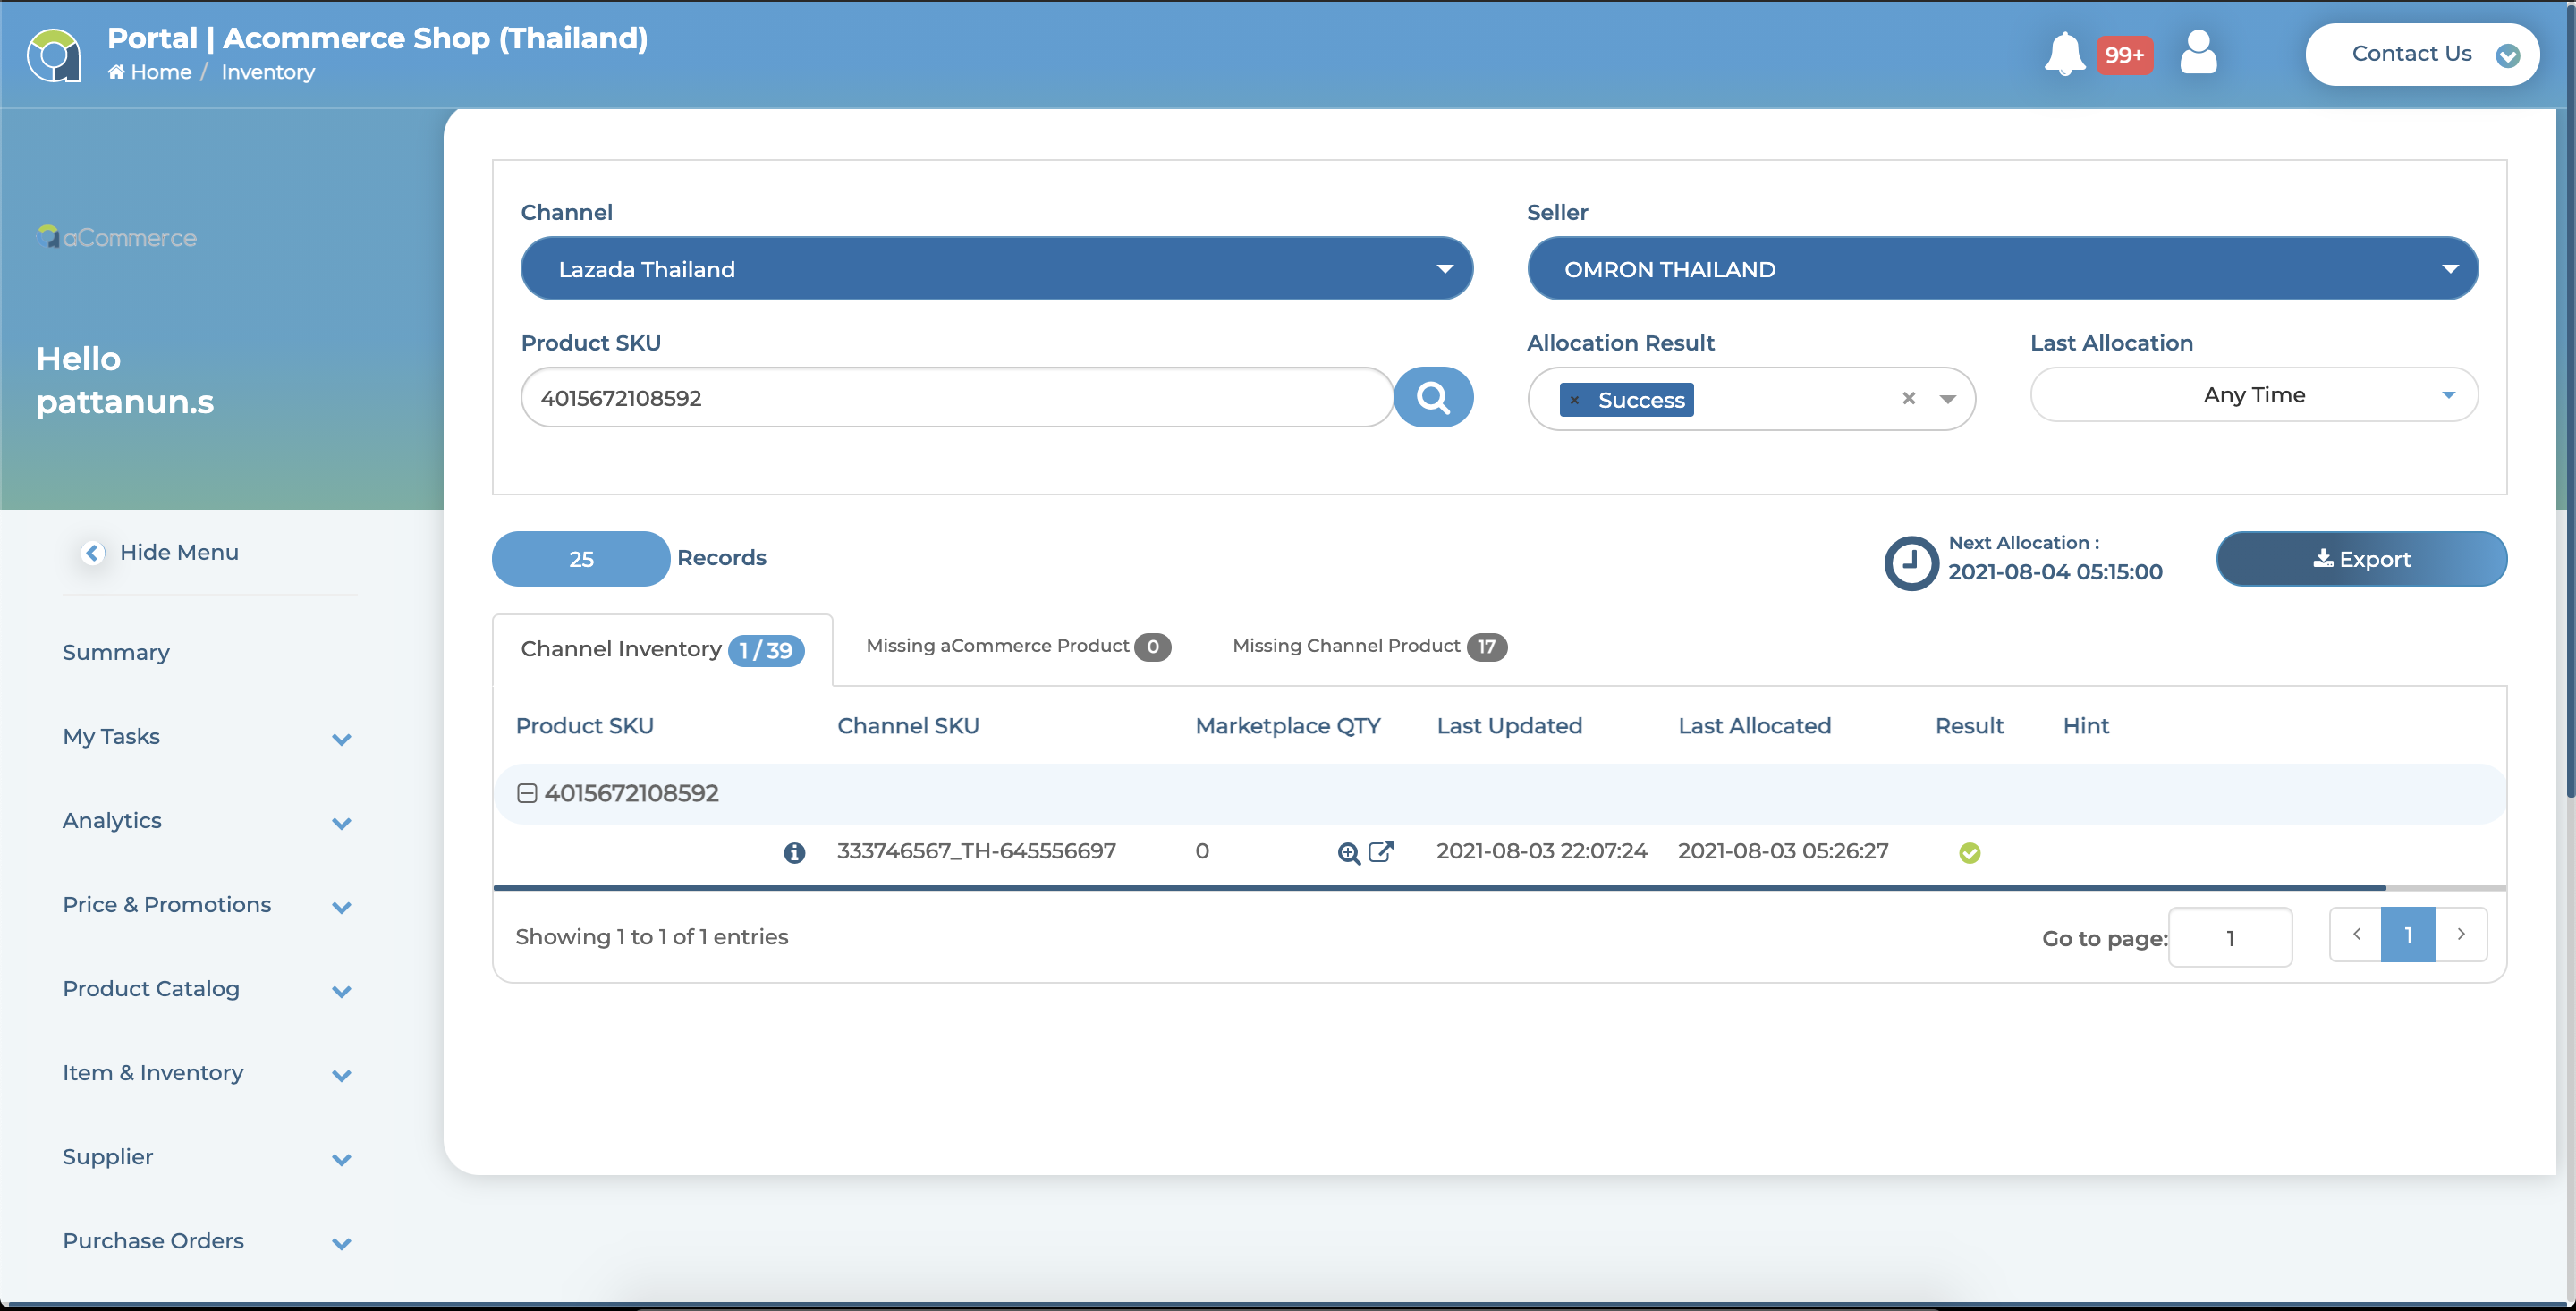 Portal | Acommerce Shop (Thailand)
Home / Inventory
99+
Contact Us
aCommerce
Hello
pattanun.s
Hide Menu
Summary
My Tasks
Analytics
Price & Promotions
Product Catalog
Item & Inventory
Supplier
Purchase Orders
Channel
Lazada Thailand
Seller
OMRON THAILAND
Product SKU
4015672108592
Allocation Result
× Success ×
Last Allocation
Any Time
25 Records
Next Allocation :
2021-08-04 05:15:00
Export
Channel Inventory 1 / 39
Missing aCommerce Product 0
Missing Channel Product 17
Product SKU Channel SKU Marketplace QTY Last Updated Last Allocated Result Hint
4015672108592
333746567_TH-645556697 0 2021-08-03 22:07:24 2021-08-03 05:26:27
Showing 1 to 1 of 1 entries
Go to page: 1
‹ 1 ›